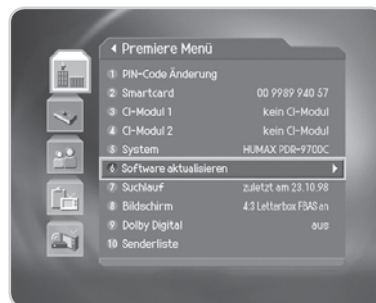 Premiere Menü
1 PIN-Code Änderung
2 Smartcard 00 9989 940 57
3 CI-Modul 1 kein CI-Modul
4 CI-Modul 2 kein CI-Modul
5 System HUMAX PDR-9700C
6 Software aktualisieren
7 Suchlauf zuletzt am 23.10.98
8 Bildschirm 4:3 Letterbox FBAS an
9 Dolby Digital aus
10 Senderliste